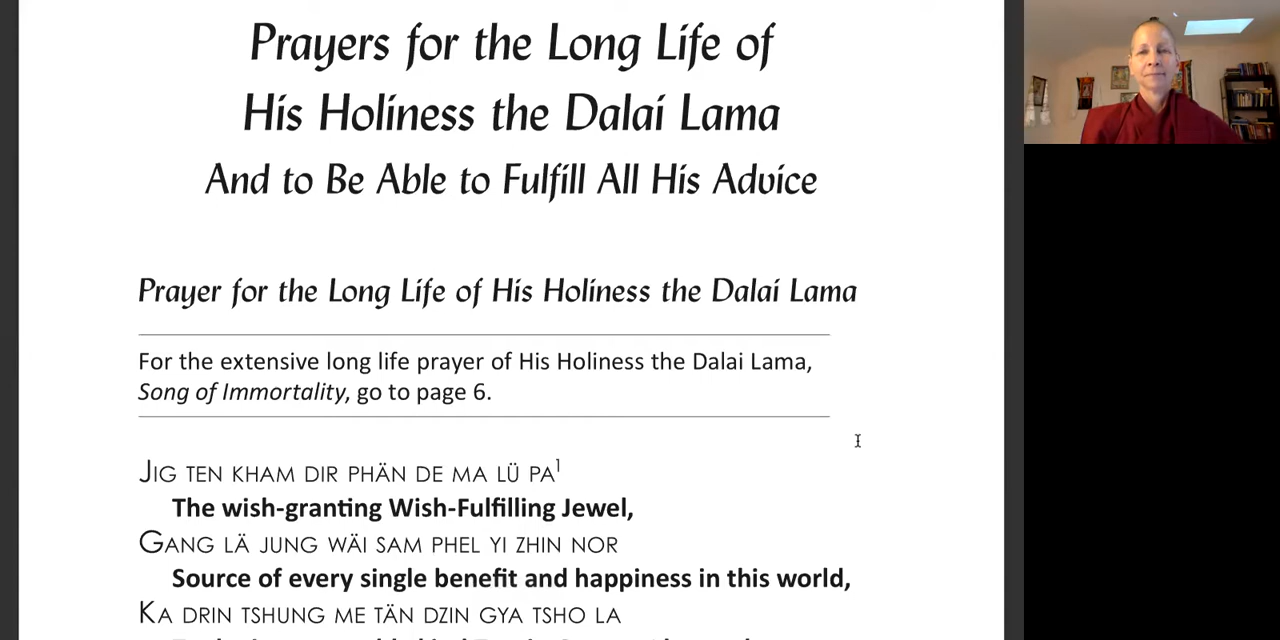 Prayers for the Long Life of
His Holiness the Dalai Lama
And to Be Able to Fulfill All His Advice
Prayer for the Long Life of His Holiness the Dalai Lama
For the extensive long life prayer of His Holiness the Dalai Lama,
Song of Immortality, go to page 6.
JIG TEN KHAM DIR PHÄN DE MA LÜ PA¹
The wish-granting Wish-Fulfilling Jewel,
GANG LÄ JUNG WÄI SAM PHEL YI ZHIN NOR
Source of every single benefit and happiness in this world,
KA DRIN TSHUNG ME TÄN DZIN GYA TSHO LA